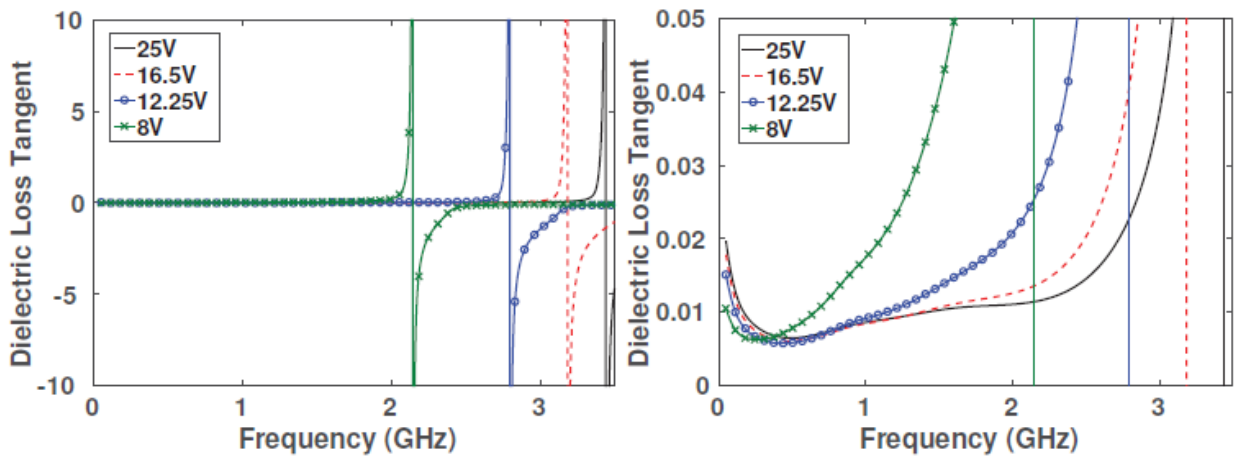 Dielectric Loss Tangent
10
5
0
-5
-10
25V
16.5V
12.25V
8V
0
1
2
3
Frequency (GHz)
Dielectric Loss Tangent
0.05
0.04
0.03
0.02
0.01
0
25V
16.5V
12.25V
8V
0
1
2
3
Frequency (GHz)